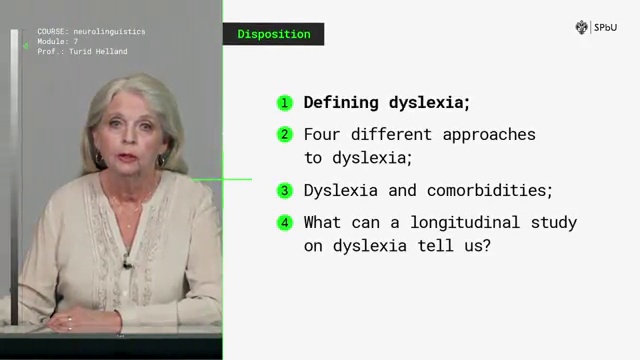 COURSE: neurolinguistics
Module: 7
Prof.: Turid Helland
Disposition
SPbU
1 Defining dyslexia;
2 Four different approaches
to dyslexia;
3 Dyslexia and comorbidities;
4 What can a longitudinal study
on dyslexia tell us?